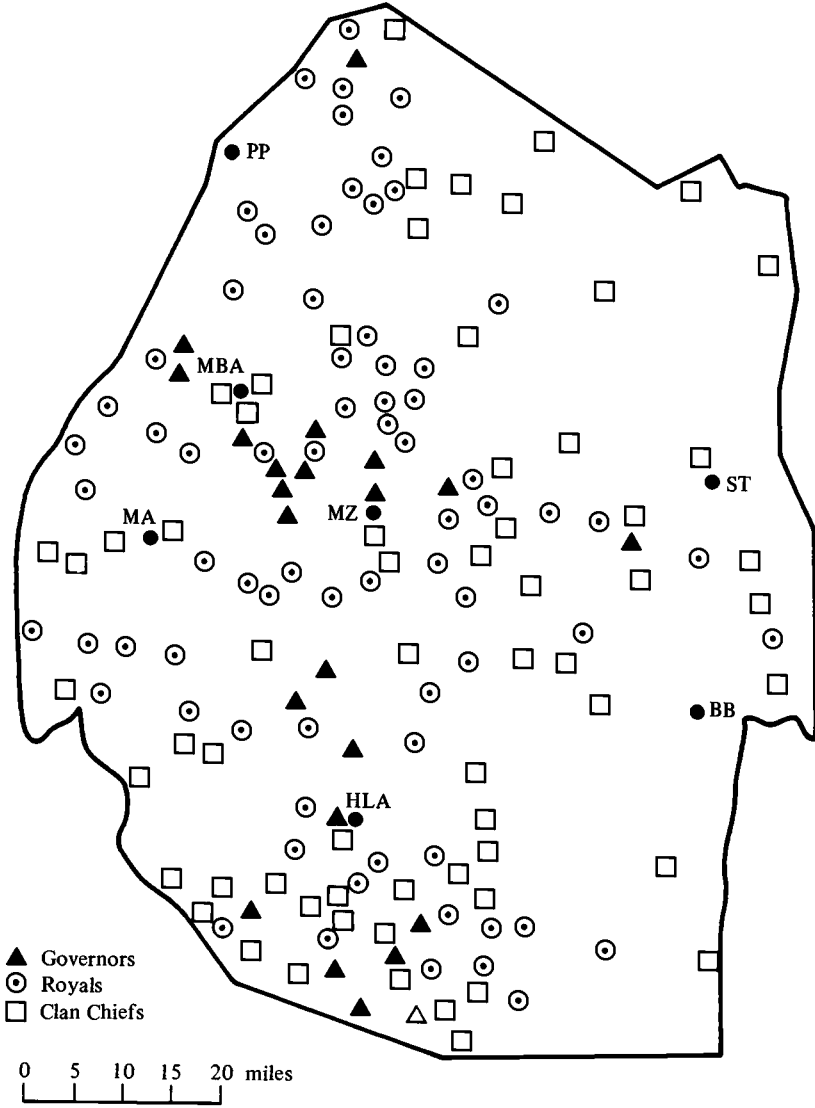 PP
MBA
ST
MZ
MA
BB
HLA
Governors
Royals
Clan Chiefs
0 5 10 15 20 miles